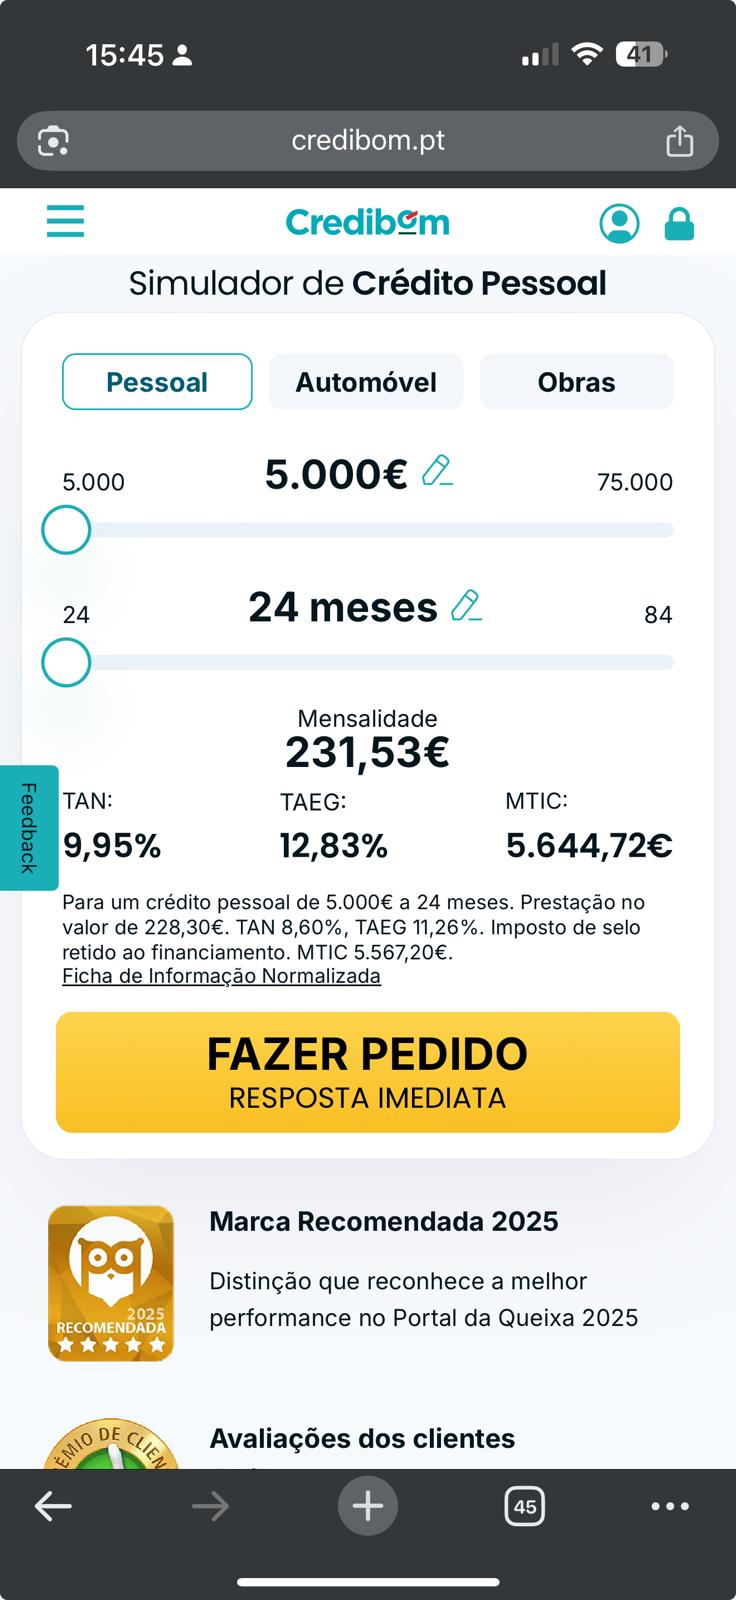 15:45
41
credibom.pt
Credibom
Simulador de Crédito Pessoal
Pessoal Automóvel Obras
5.000 5.000€ 75.000
24 24 meses 84
Mensalidade
231,53€
Feedback
TAN: TAEG: MTIC:
9,95% 12,83% 5.644,72€
Para um crédito pessoal de 5.000€ a 24 meses. Prestação no
valor de 228,30€. TAN 8,60%, TAEG 11,26%. Imposto de selo
retido ao financiamento. MTIC 5.567,20€.
Ficha de Informação Normalizada
FAZER PEDIDO
RESPOSTA IMEDIATA
2025
RECOMENDADA
Marca Recomendada 2025
Distinção que reconhece a melhor
performance no Portal da Queixa 2025
DE
Avaliações dos clientes
45